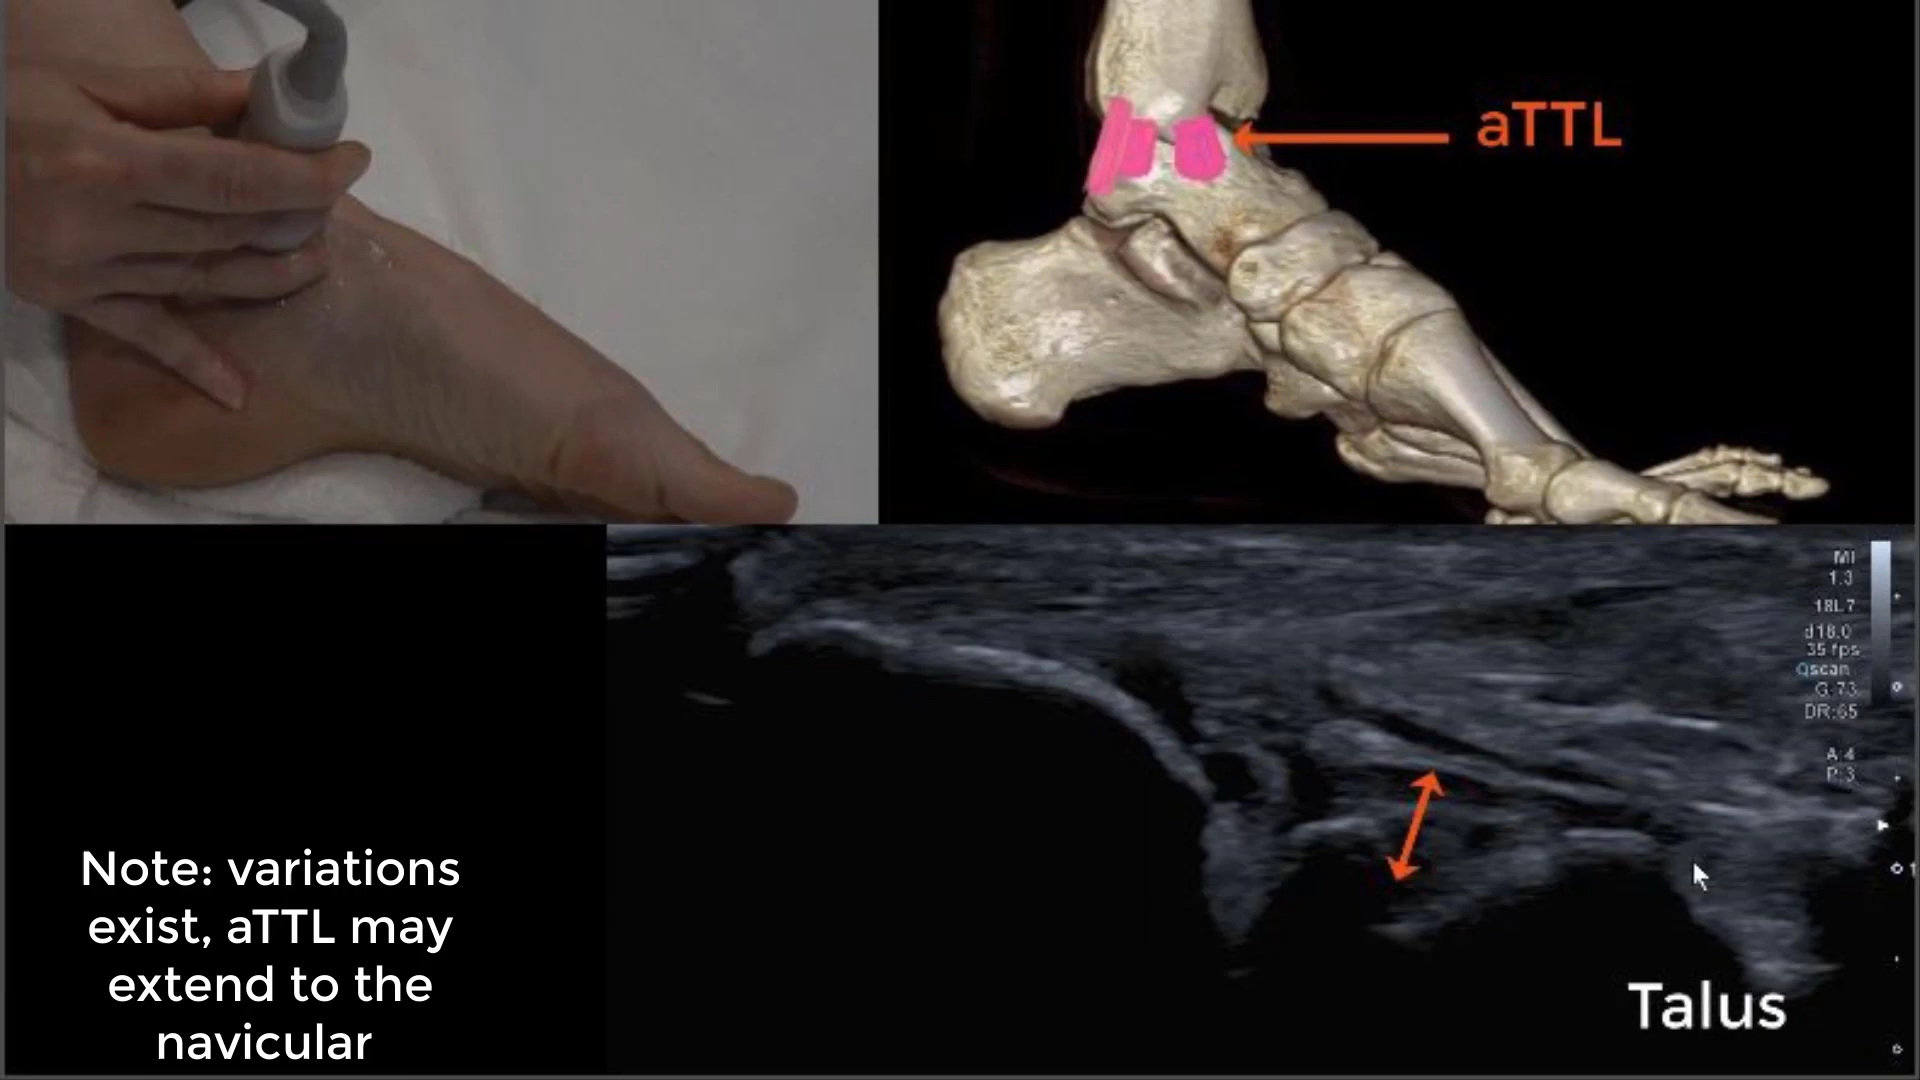 aTTL
MI
1.3
18L7
d18.0
35 fps
Qscan
G:73
DR:65
A:4
P:3
Note: variations
exist, aTTL may
extend to the
navicular
Talus